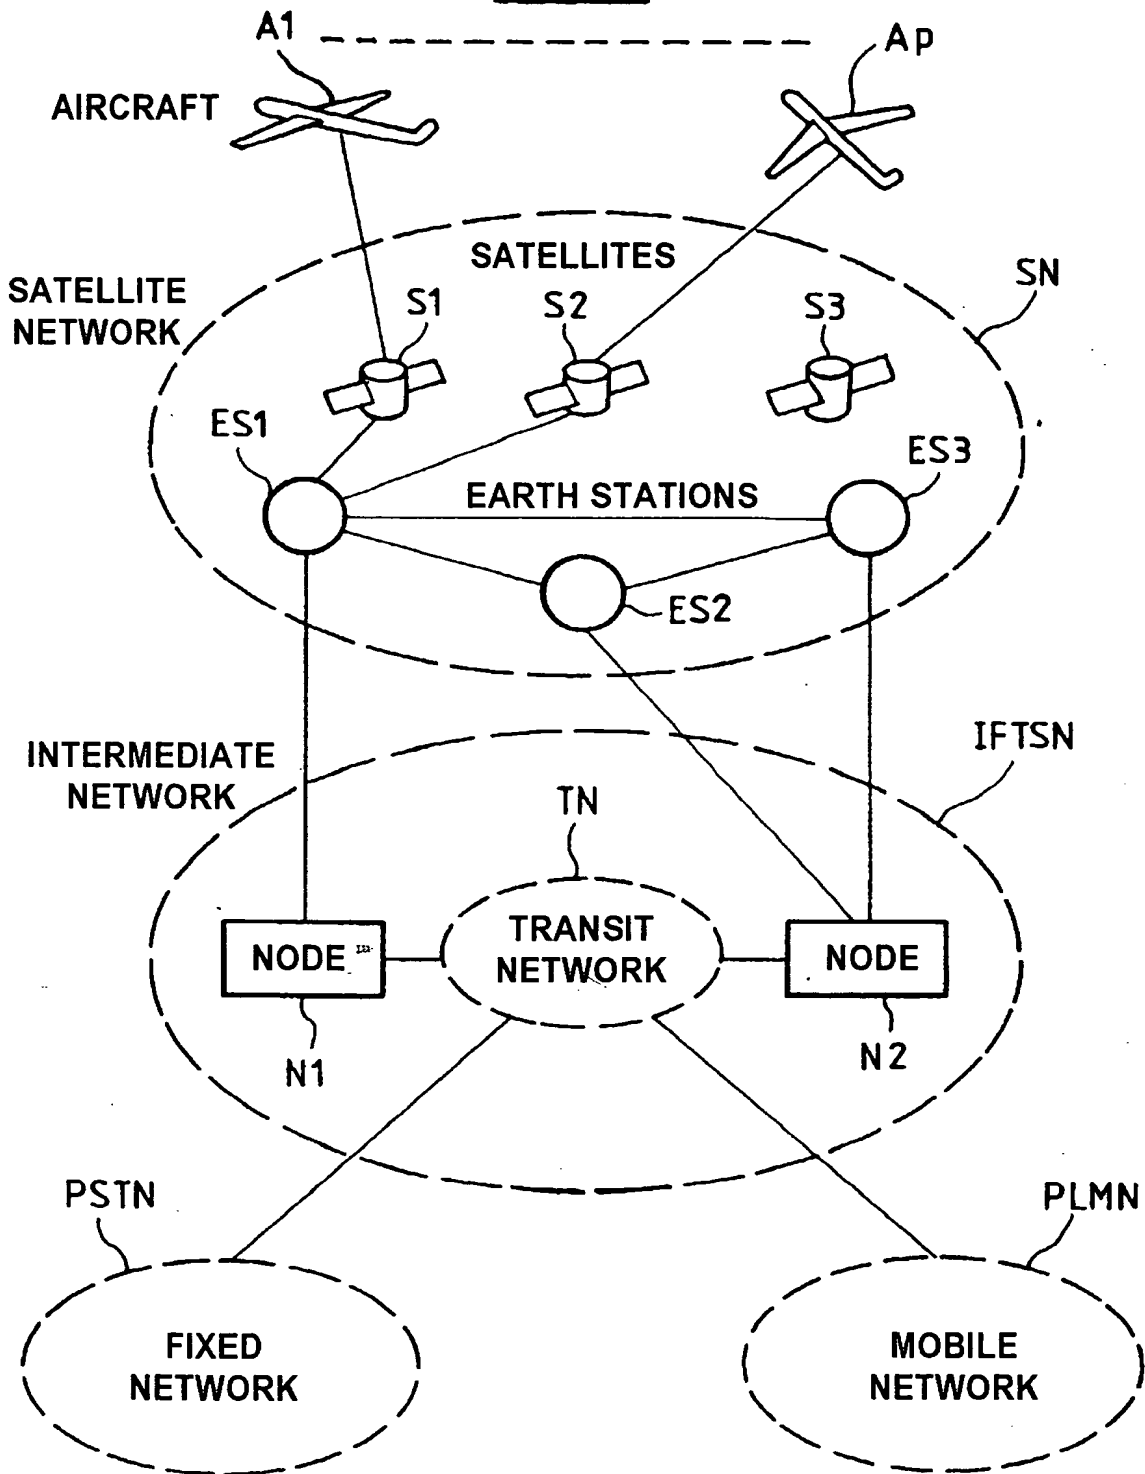 A1
Ap
AIRCRAFT
SATELLITES
SN
SATELLITE
NETWORK
S1
S2
S3
ES1
ES3
EARTH STATIONS
ES2
INTERMEDIATE
NETWORK
IFTSN
TN
TRANSIT
NETWORK
NODE
NODE
N1
N2
PSTN
PLMN
FIXED
NETWORK
MOBILE
NETWORK